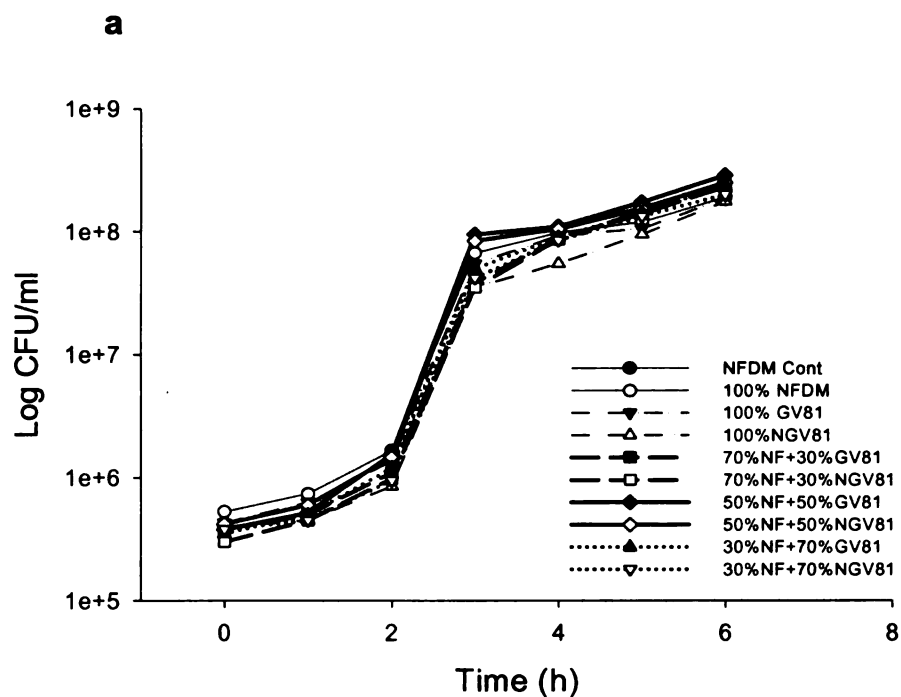 a
1e+9
1e+8
1e+7
1e+6
1e+5
Log CFU/ml
NFDM Cont
100% NFDM
100% GV81
100%NGV81
70%NF+30%GV81
70%NF+30%NGV81
50%NF+50%GV81
50%NF+50%NGV81
30%NF+70%GV81
30%NF+70%NGV81
0 2 4 6 8
Time (h)